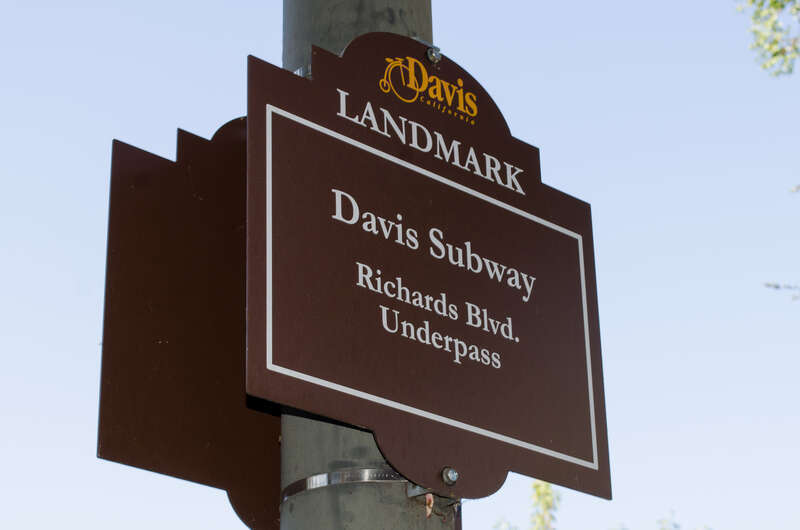 Davis
California
LANDMARK
Davis Subway
Richards Blvd.
Underpass